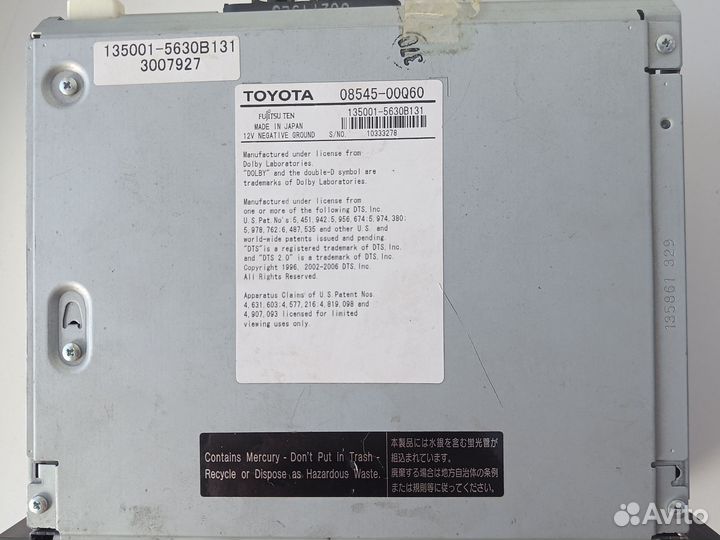 135001-5630B131
3007927
TOYOTA 08545-00Q60
FUJITSU TEN
MADE IN JAPAN
12V NEGATIVE GROUND
135001-5630B131
S/NO. 10333278
Manufactured under license from
Dolby Laboratories.
"DOLBY" and the double-D symbol are
trademarks of Dolby Laboratories.
Manufactured under license from
one or more of the following DTS, Inc.
U.S. Pat No's:5,451,942:5,956,674:5,974,380:
5,978,762:6,487,535 and other U.S. and
world-wide patents issued and pending.
"DTS"is a registered trademark of DTS, Inc.
and "DTS 2.0" is a trademark of DTS, Inc.
Copyright 1996, 2002-2006 DTS, Inc.
All Rights Reserved.
Apparatus Claims of U.S. Patent Nos.
4,631,603:4,577,216:4,819,098 and
4,907,093 licensed for limited
viewing uses only.
135861 329
Contains Mercury - Don't Put in Trash -
Recycle or Dispose as Hazardous Waste.
本製品には水銀を含む蛍光管が
組込まれています。
廃棄する場合は地方自治体の条例
または規則等に従ってください。
Avito